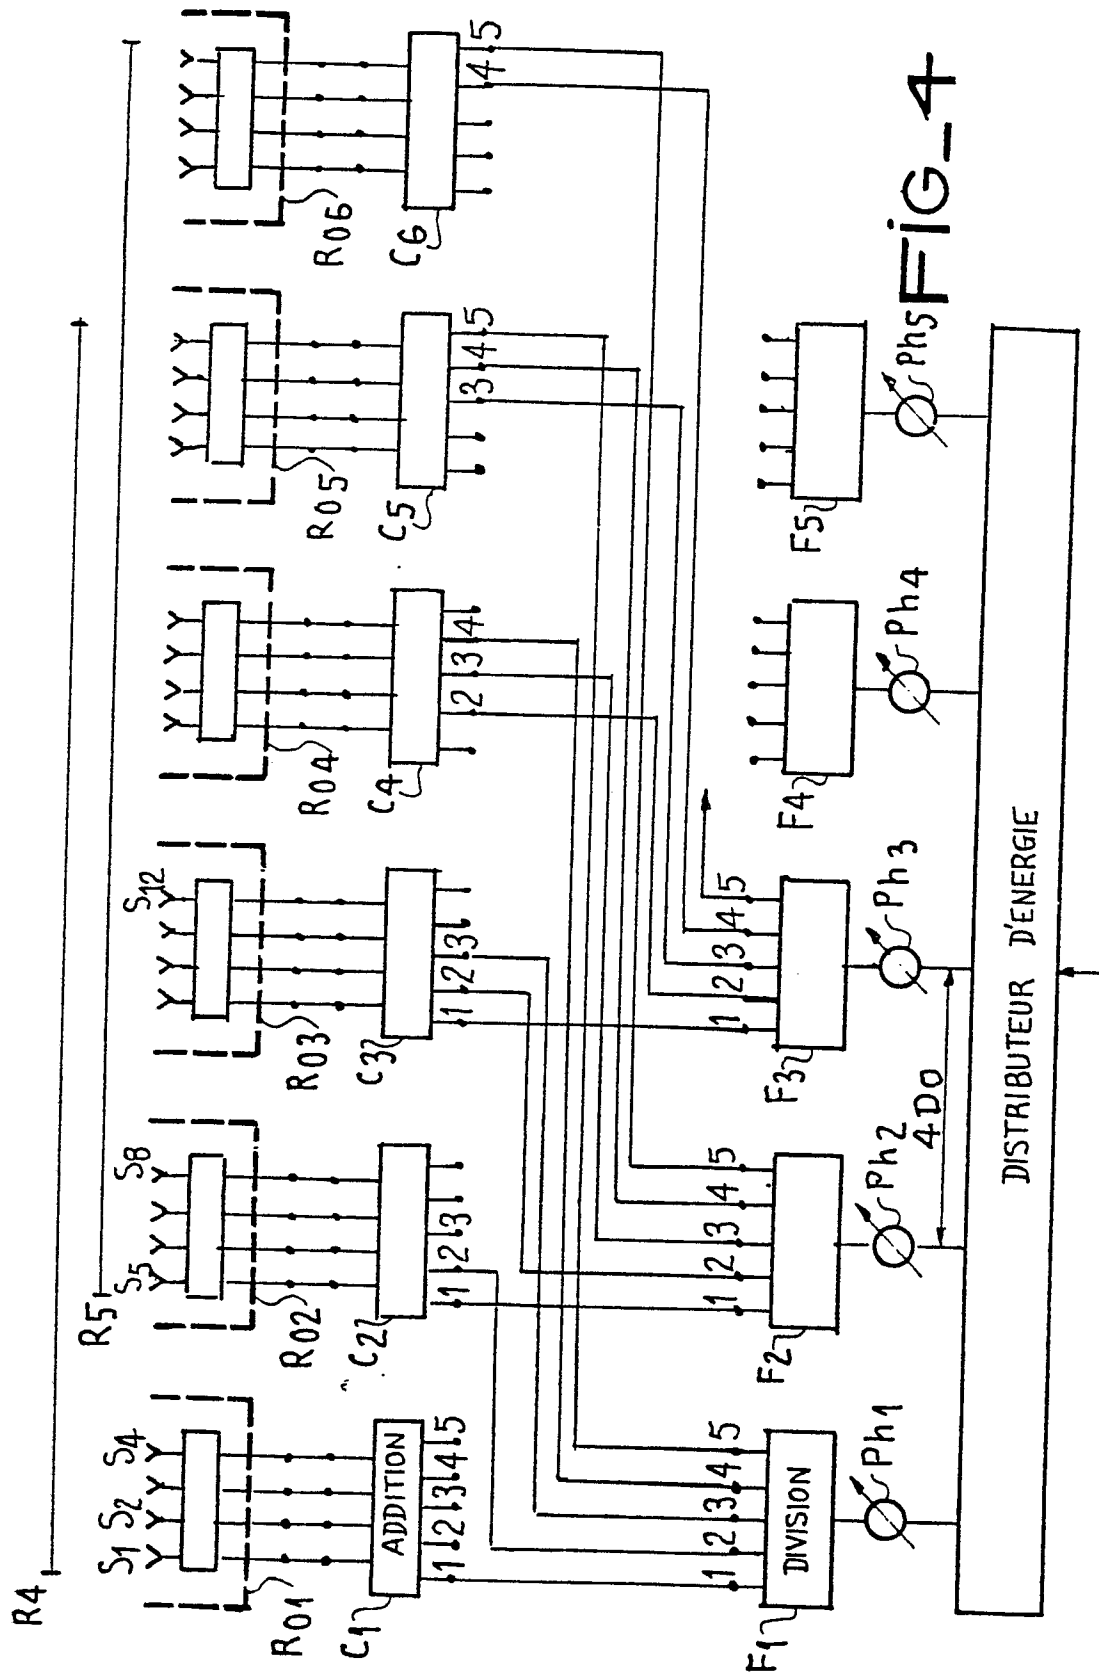 R4
R5
S1 S2 S4
S5 S8
S12
R01
R02
R03
R04
R05
R06
C1
C2
C3
C4
C5
C6
ADDITION
1 2 3 4 5
1 2 3
1 2 3
2 3 4
3 4 5
4 5
1 2 3 4 5
1 2 3 4 5
1 2 3 4 5
F1
F2
F3
F4
F5
DIVISION
Ph1
Ph2
Ph3
Ph4
Ph5
4D0
DISTRIBUTEUR D'ENERGIE
FIG_4